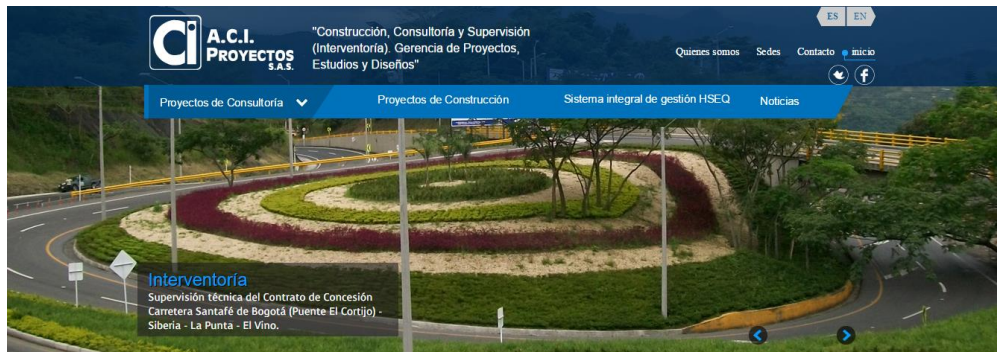 Ci
A.C.I.
PROYECTOS
S.A.S.
"Construcción, Consultoría y Supervisión
(Interventoría). Gerencia de Proyectos,
Estudios y Diseños"
ES EN
Quienes somos Sedes Contacto inicio
Proyectos de Consultoría Proyectos de Construcción Sistema integral de gestión HSEQ Noticias
Interventoría
Supervisión técnica del Contrato de Concesión
Carretera Santafé de Bogotá (Puente El Cortijo) -
Siberia - La Punta - El Vino.